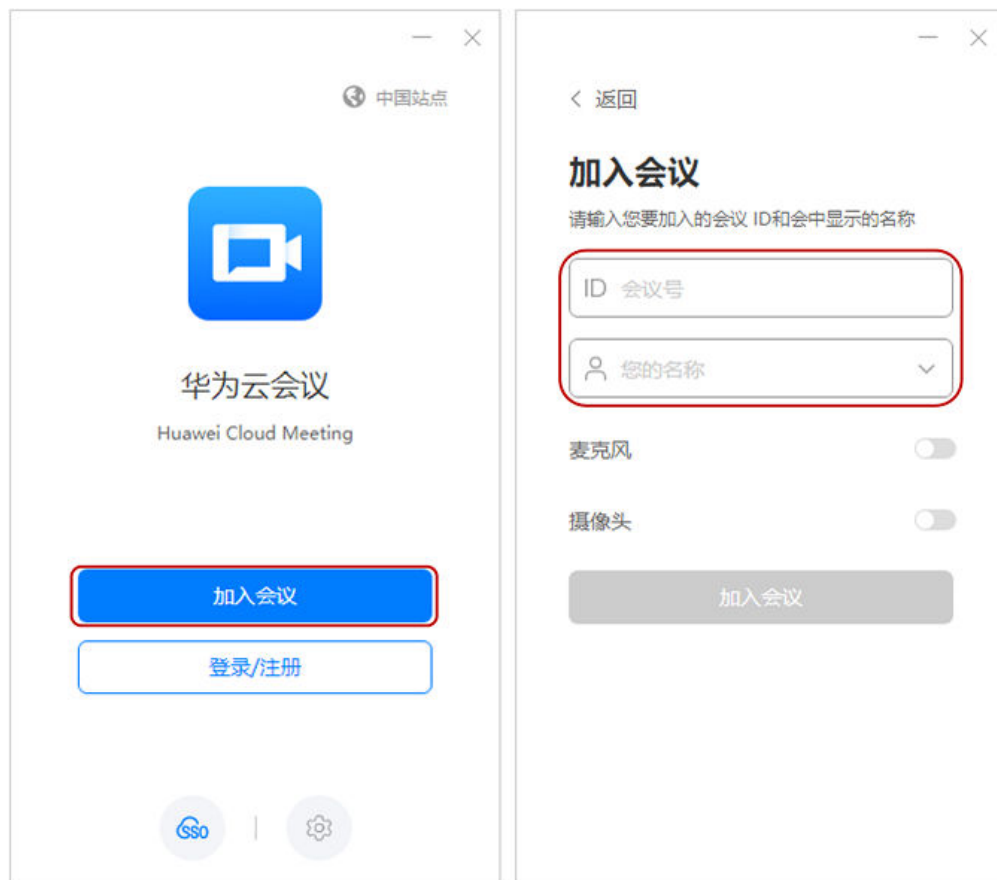 中国站点
华为云会议
Huawei Cloud Meeting
加入会议
登录/注册
SSO
返回
加入会议
请输入您要加入的会议 ID和会中显示的名称
ID 会议号
您的名称
麦克风
摄像头
加入会议